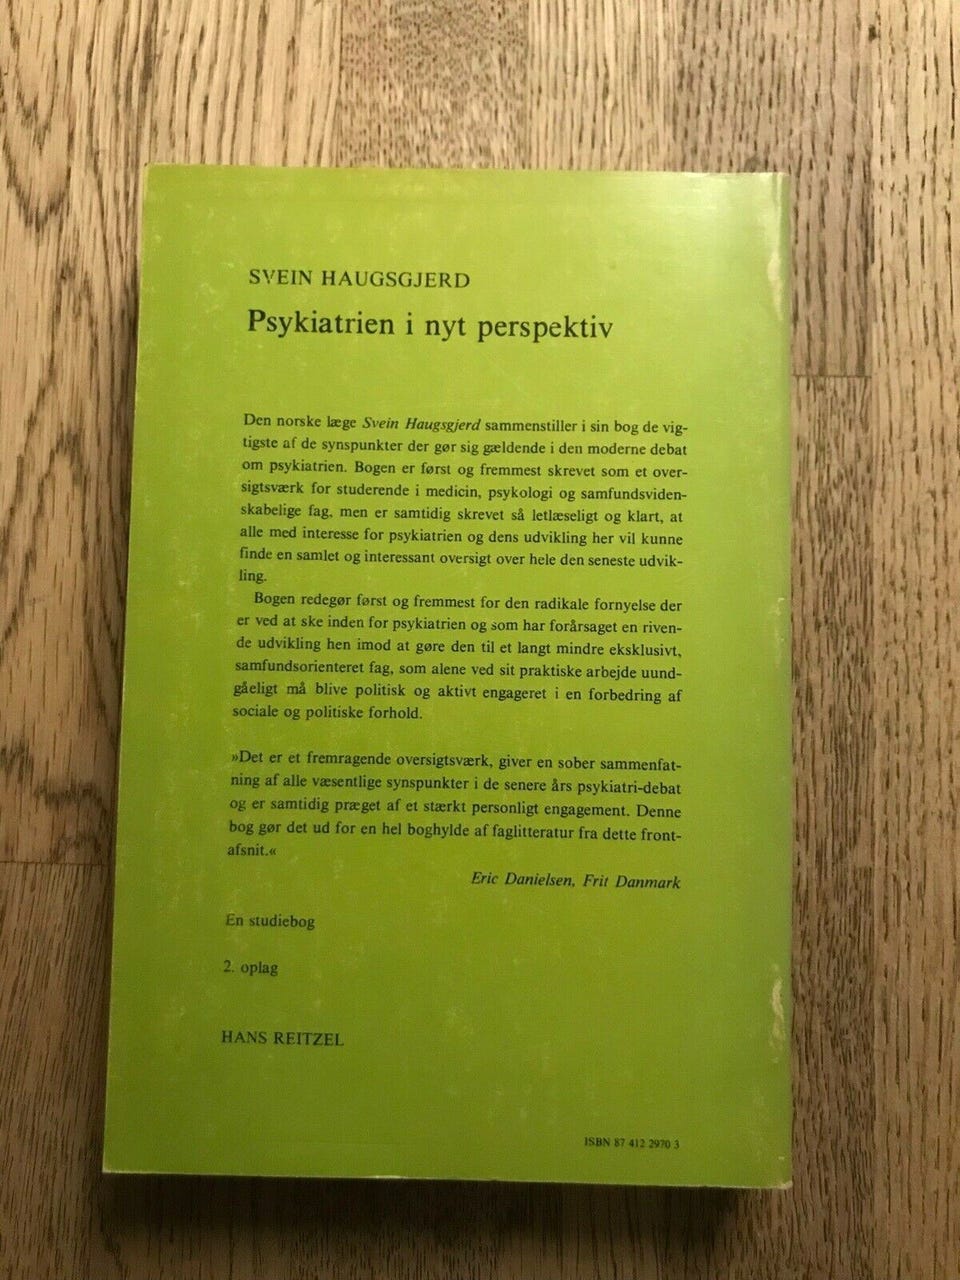 SVEIN HAUGSGJERD
Psykiatrien i nyt perspektiv
Den norske læge Svein Haugsgjerd sammenstiller i sin bog de vig-
tigste af de synspunkter der gør sig gældende i den moderne debat
om psykiatrien. Bogen er først og fremmest skrevet som et over-
sigtsværk for studerende i medicin, psykologi og samfundsviden-
skabelige fag, men er samtidig skrevet så letlæseligt og klart, at
alle med interesse for psykiatrien og dens udvikling her vil kunne
finde en samlet og interessant oversigt over hele den seneste udvik-
ling.
Bogen redegør først og fremmest for den radikale fornyelse der
er ved at ske inden for psykiatrien og som har forårsaget en riven-
de udvikling hen imod at gøre den til et langt mindre eksklusivt,
samfundsorienteret fag, som alene ved sit praktiske arbejde uund-
gåeligt må blive politisk og aktivt engageret i en forbedring af
sociale og politiske forhold.
»Det er et fremragende oversigtsværk, giver en sober sammenfat-
ning af alle væsentlige synspunkter i de senere års psykiatri-debat
og er samtidig præget af et stærkt personligt engagement. Denne
bog gør det ud for en hel boghylde af faglitteratur fra dette front-
afsnit.«
Eric Danielsen, Frit Danmark
En studiebog
2. oplag
HANS REITZEL
ISBN 87 412 2970 3